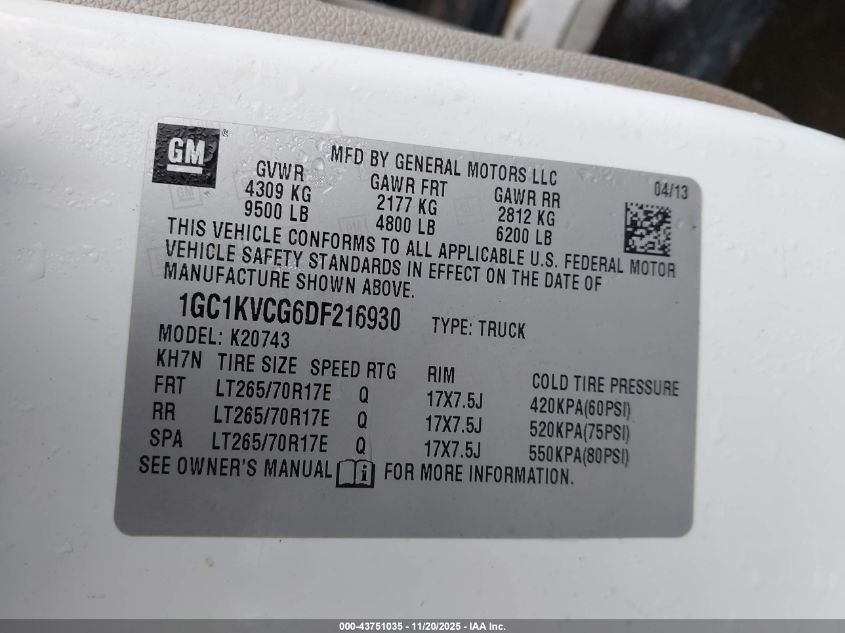 GM®
MFD BY GENERAL MOTORS LLC
04/13
GVWR GAWR FRT GAWR RR
4309 KG 2177 KG 2812 KG
9500 LB 4800 LB 6200 LB
THIS VEHICLE CONFORMS TO ALL APPLICABLE U.S. FEDERAL MOTOR
VEHICLE SAFETY STANDARDS IN EFFECT ON THE DATE OF
MANUFACTURE SHOWN ABOVE.
1GC1KVCG6DF216930 TYPE: TRUCK
MODEL: K20743
KH7N TIRE SIZE SPEED RTG RIM COLD TIRE PRESSURE
FRT LT265/70R17E Q 17X7.5J 420KPA(60PSI)
RR LT265/70R17E Q 17X7.5J 520KPA(75PSI)
SPA LT265/70R17E Q 17X7.5J 550KPA(80PSI)
SEE OWNER'S MANUAL i FOR MORE INFORMATION.
000-43751035 - 11/20/2025 - IAA Inc.